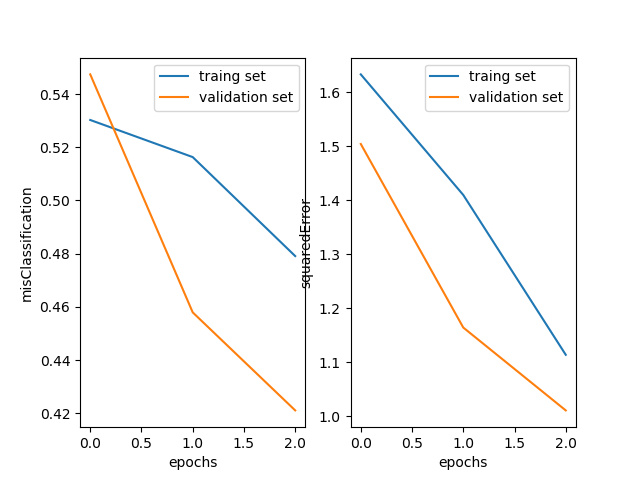 traing set
validation set
misClassification
0.54
0.52
0.50
0.48
0.46
0.44
0.42
0.0 0.5 1.0 1.5 2.0
epochs
traing set
validation set
squaredError
1.6
1.5
1.4
1.3
1.2
1.1
1.0
0.0 0.5 1.0 1.5 2.0
epochs